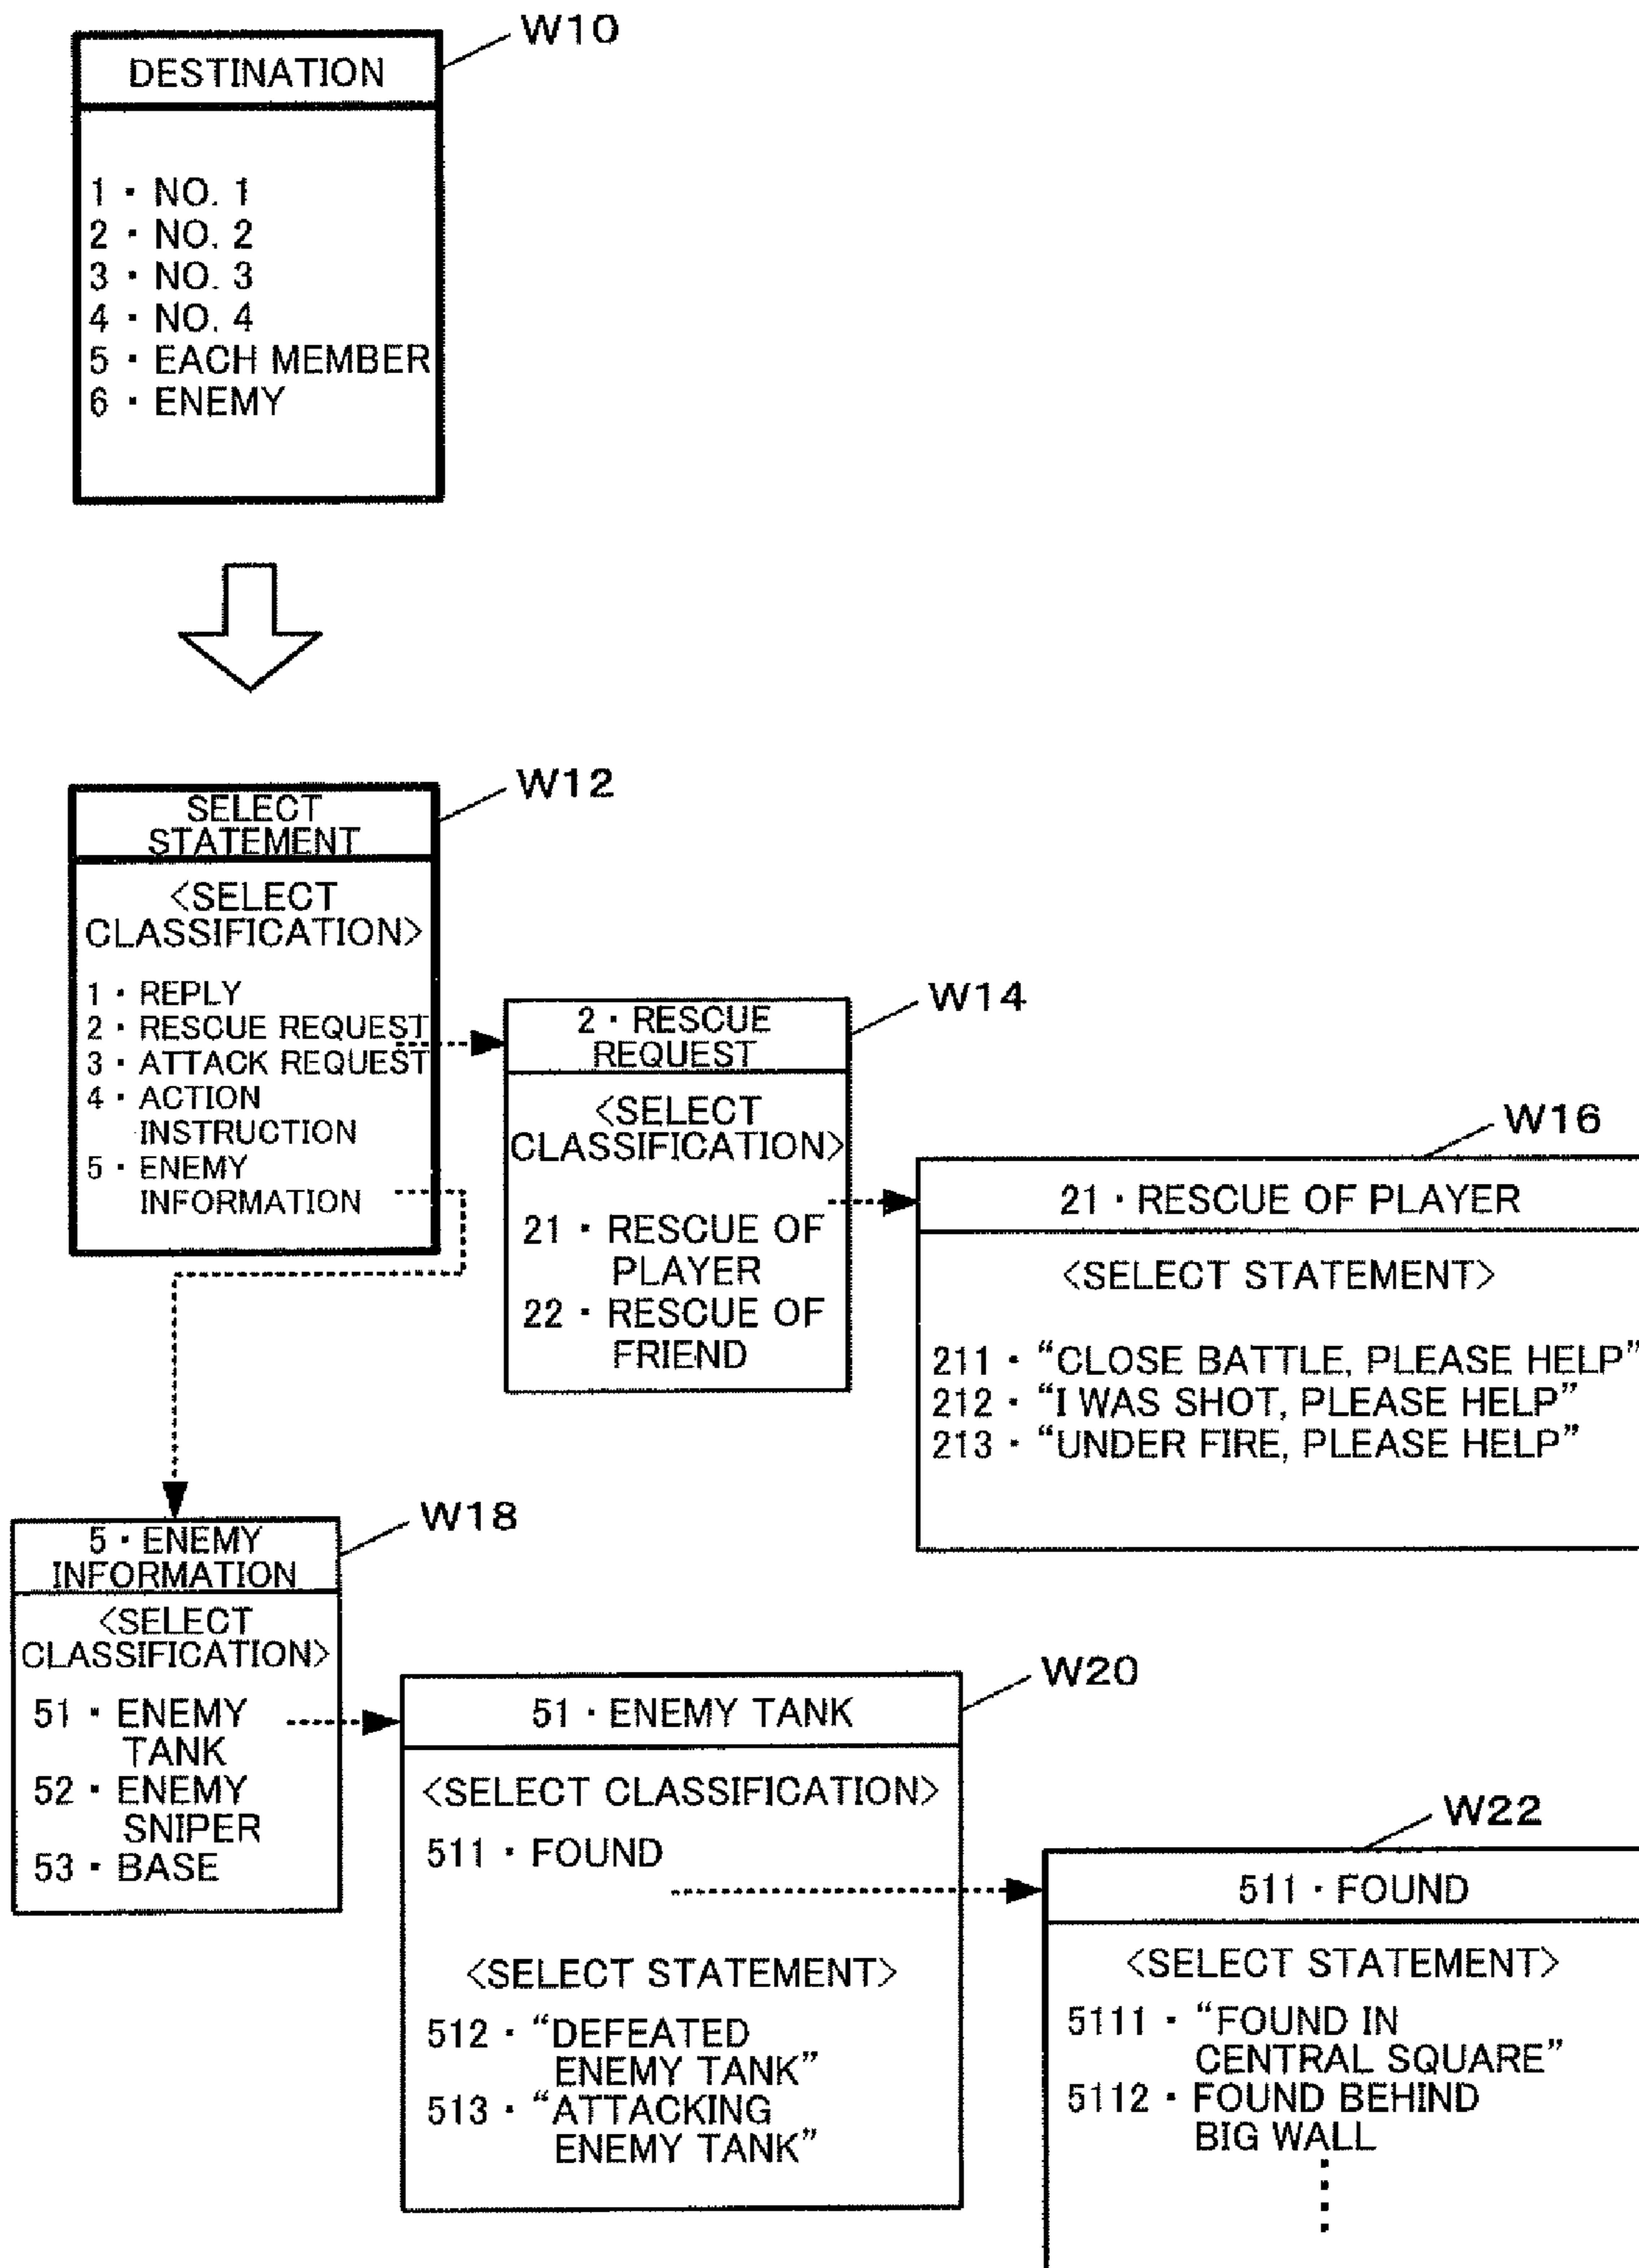 W10
DESTINATION
1・NO. 1
2・NO. 2
3・NO. 3
4・NO. 4
5・EACH MEMBER
6・ENEMY
W12
SELECT
STATEMENT
<SELECT
CLASSIFICATION>
1・REPLY
2・RESCUE REQUEST
3・ATTACK REQUEST
4・ACTION
INSTRUCTION
5・ENEMY
INFORMATION
W14
2・RESCUE
REQUEST
<SELECT
CLASSIFICATION>
21・RESCUE OF
PLAYER
22・RESCUE OF
FRIEND
W16
21・RESCUE OF PLAYER
<SELECT STATEMENT>
211・“CLOSE BATTLE, PLEASE HELP”
212・“I WAS SHOT, PLEASE HELP”
213・“UNDER FIRE, PLEASE HELP”
W18
5・ENEMY
INFORMATION
<SELECT
CLASSIFICATION>
51・ENEMY
TANK
52・ENEMY
SNIPER
53・BASE
W20
51・ENEMY TANK
<SELECT CLASSIFICATION>
511・FOUND
<SELECT STATEMENT>
512・“DEFEATED
ENEMY TANK”
513・“ATTACKING
ENEMY TANK”
W22
511・FOUND
<SELECT STATEMENT>
5111・“FOUND IN
CENTRAL SQUARE”
5112・FOUND BEHIND
BIG WALL